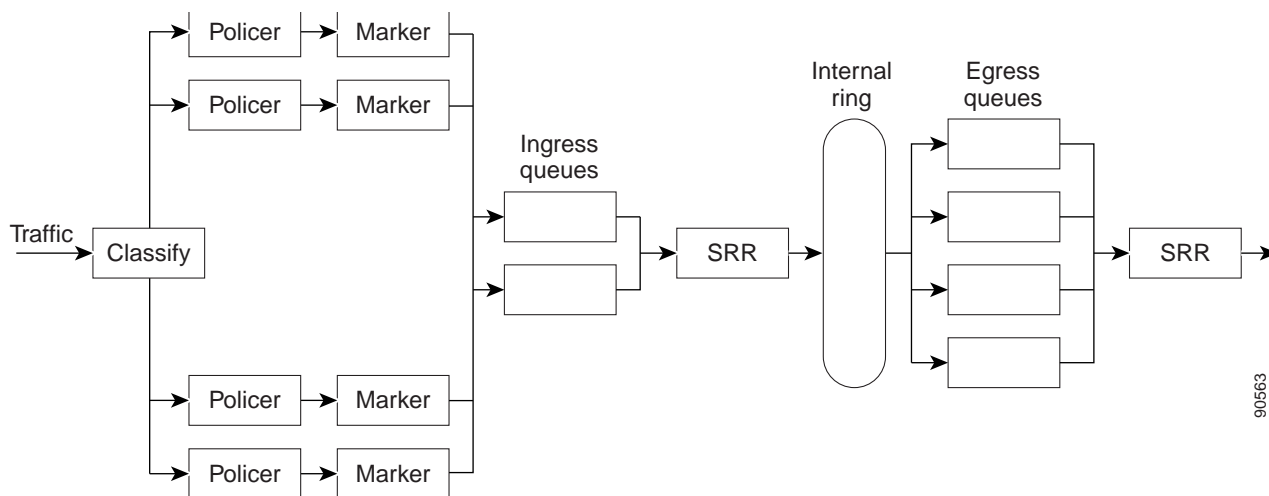 Policer
Marker
Policer
Marker
Internal
ring
Egress
queues
Ingress
queues
Traffic
Classify
SRR
SRR
Policer
Marker
Policer
Marker
90563